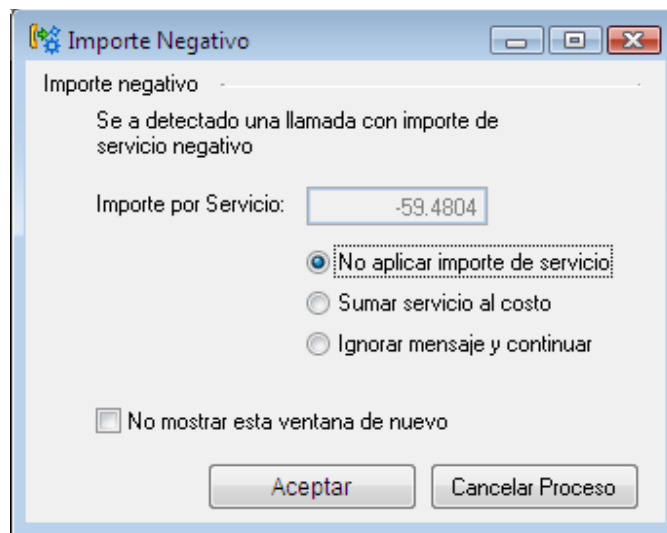 Importe Negativo
Importe negativo
Se a detectado una llamada con importe de
servicio negativo
Importe por Servicio: -59.4804
No aplicar importe de servicio
Sumar servicio al costo
Ignorar mensaje y continuar
No mostrar esta ventana de nuevo
Aceptar Cancelar Proceso